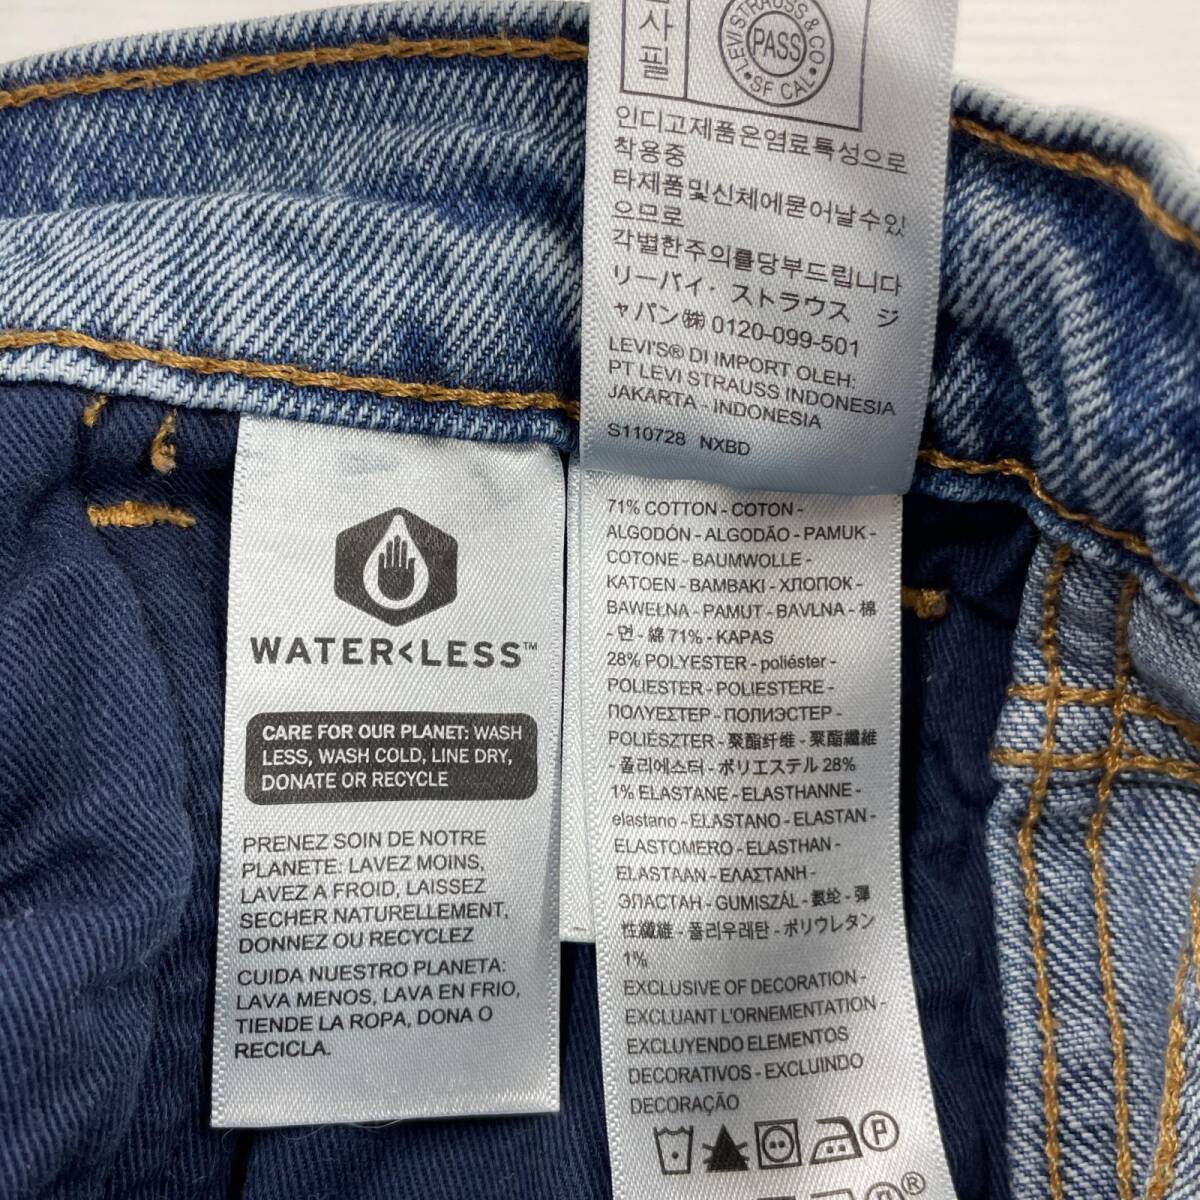 사
필
LEVI STRAUSS & CO
PASS
SF CAL
인디고제품은염료특성으로
착용중
타제품및신체에묻어날수있
으므로
각별한주의를당부드립니다
リーバイ・ストラウス ジ
ャパン㈱ 0120-099-501
LEVI'S® DI IMPORT OLEH:
PT LEVI STRAUSS INDONESIA
JAKARTA - INDONESIA
S110728 NXBD
WATER<LESS™
CARE FOR OUR PLANET: WASH
LESS, WASH COLD, LINE DRY,
DONATE OR RECYCLE
PRENEZ SOIN DE NOTRE
PLANETE: LAVEZ MOINS,
LAVEZ A FROID, LAISSEZ
SECHER NATURELLEMENT,
DONNEZ OU RECYCLEZ
CUIDA NUESTRO PLANETA:
LAVA MENOS, LAVA EN FRIO,
TIENDE LA ROPA, DONA O
RECICLA.
71% COTTON - COTON -
ALGODÓN - ALGODÃO - PAMUK -
COTONE - BAUMWOLLE -
KATOEN - BAMBAKI - ХЛОПОК -
BAWEŁNA - PAMUT - BAVLNA - 棉
- 면 - 綿 71% - KAPAS
28% POLYESTER - poliéster -
POLIESTER - POLIESTERE -
ΠΟΛΥΕΣΤΕΡ - ПОЛИЭСТЕР -
POLIÉSZTER - 聚酯纤维 - 聚酯纖維
- 폴리에스터 - ポリエステル 28%
1% ELASTANE - ELASTHANNE -
elastano - ELASTANO - ELASTAN -
ELASTOMERO - ELASTHAN -
ELASTAAN - ΕΛΑΣΤΑΝΗ -
ЭЛАСТАН - GUMISZÁL - 氨纶 - 彈
性纖維 - 폴리우레탄 - ポリウレタン
1%
EXCLUSIVE OF DECORATION -
EXCLUANT L'ORNEMENTATION -
EXCLUYENDO ELEMENTOS
DECORATIVOS - EXCLUINDO
DECORAÇÃO
P
®